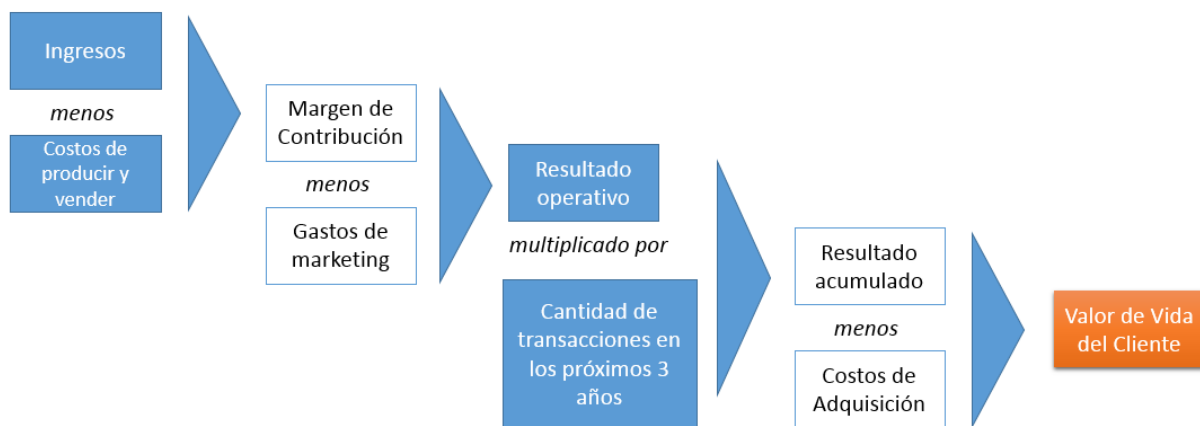 Ingresos
menos
Costos de
producir y
vender
Margen de
Contribución
menos
Gastos de
marketing
Resultado
operativo
multiplicado por
Cantidad de
transacciones en
los próximos 3
años
Resultado
acumulado
menos
Costos de
Adquisición
Valor de Vida
del Cliente